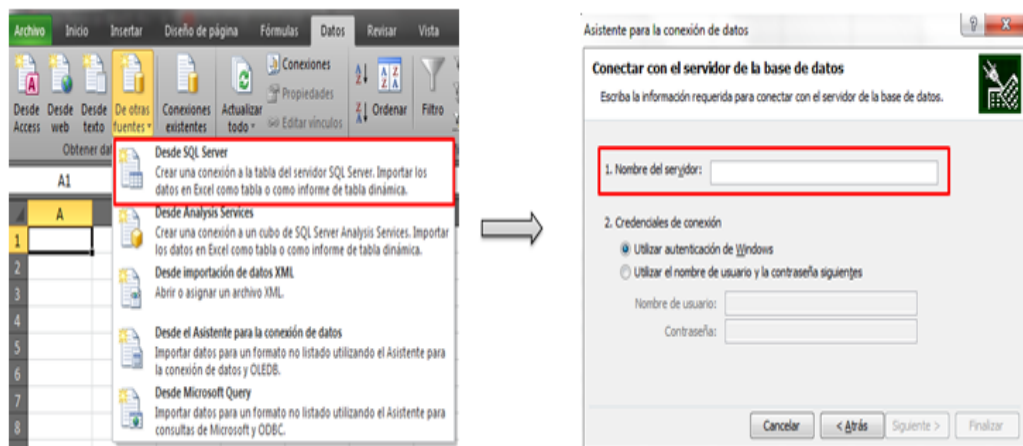 Archivo Inicio Insertar Diseño de página Fórmulas Datos Revisar Vista
Desde Access
Desde web
Desde texto
De otras fuentes
Conexiones existentes
Actualizar todo
Conexiones
Propiedades
Editar vínculos
Ordenar
Filtro
Obtener dat
A1
A
1
2
3
4
5
6
7
8
Desde SQL Server
Crear una conexión a la tabla del servidor SQL Server. Importar los
datos en Excel como tabla o como informe de tabla dinámica.
Desde Analysis Services
Crear una conexión a un cubo de SQL Server Analysis Services. Importar
los datos en Excel como tabla o como informe de tabla dinámica.
Desde importación de datos XML
Abrir o asignar un archivo XML.
Desde el Asistente para la conexión de datos
Importar datos para un formato no listado utilizando el Asistente para
la conexión de datos y OLEDB.
Desde Microsoft Query
Importar datos para un formato no listado utilizando el Asistente para
consultas de Microsoft y ODBC.
Asistente para la conexión de datos
Conectar con el servidor de la base de datos
Escriba la información requerida para conectar con el servidor de la base de datos.
1. Nombre del servidor:
2. Credenciales de conexión
Utilizar autenticación de Windows
Utilizar el nombre de usuario y la contraseña siguientes
Nombre de usuario:
Contraseña:
Cancelar < Atrás Siguiente > Finalizar